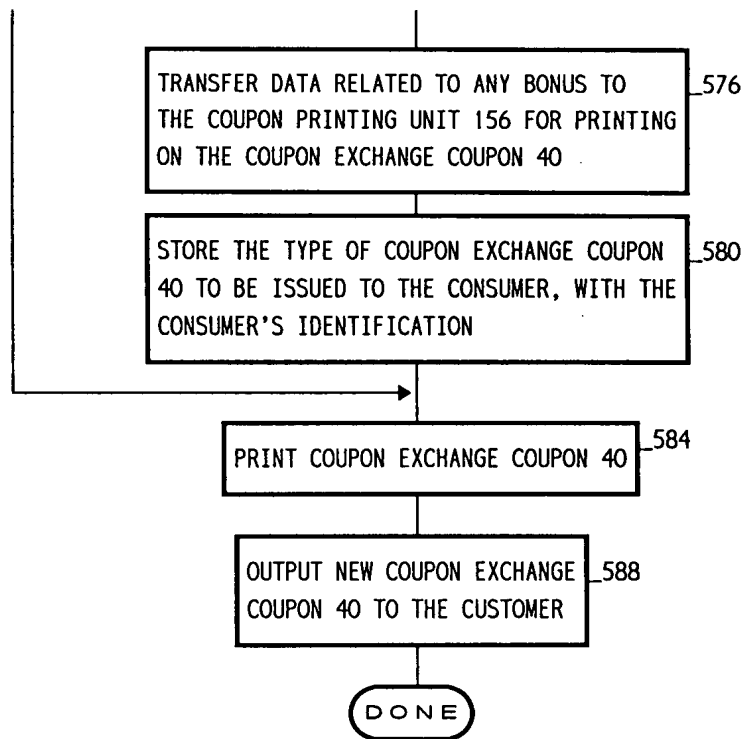 TRANSFER DATA RELATED TO ANY BONUS TO
THE COUPON PRINTING UNIT 156 FOR PRINTING
ON THE COUPON EXCHANGE COUPON 40
576
STORE THE TYPE OF COUPON EXCHANGE COUPON
40 TO BE ISSUED TO THE CONSUMER, WITH THE
CONSUMER'S IDENTIFICATION
580
PRINT COUPON EXCHANGE COUPON 40
584
OUTPUT NEW COUPON EXCHANGE
COUPON 40 TO THE CUSTOMER
588
DONE